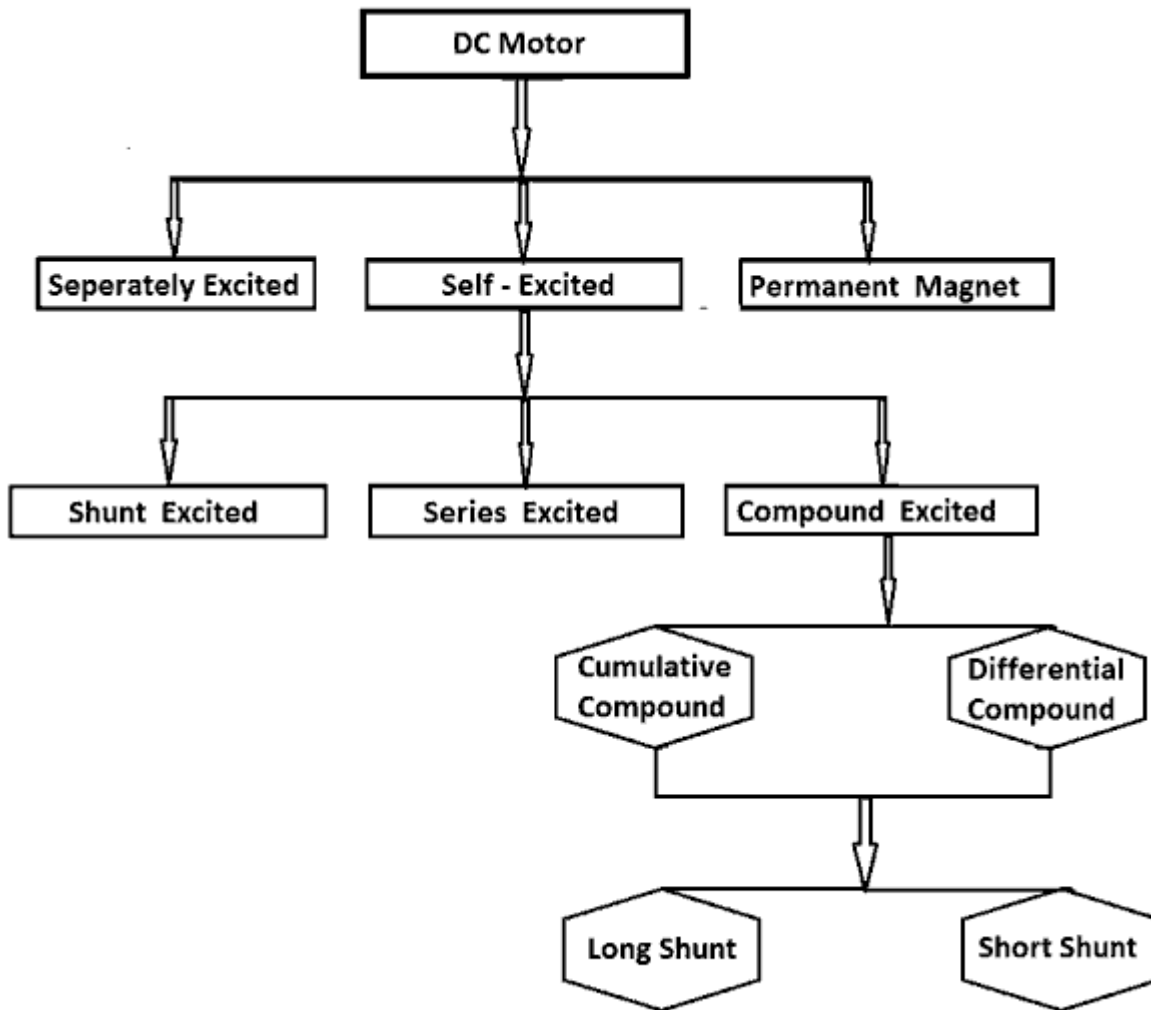 DC Motor
Seperately Excited
Self - Excited
Permanent Magnet
Shunt Excited
Series Excited
Compound Excited
Cumulative
Compound
Differential
Compound
Long Shunt
Short Shunt